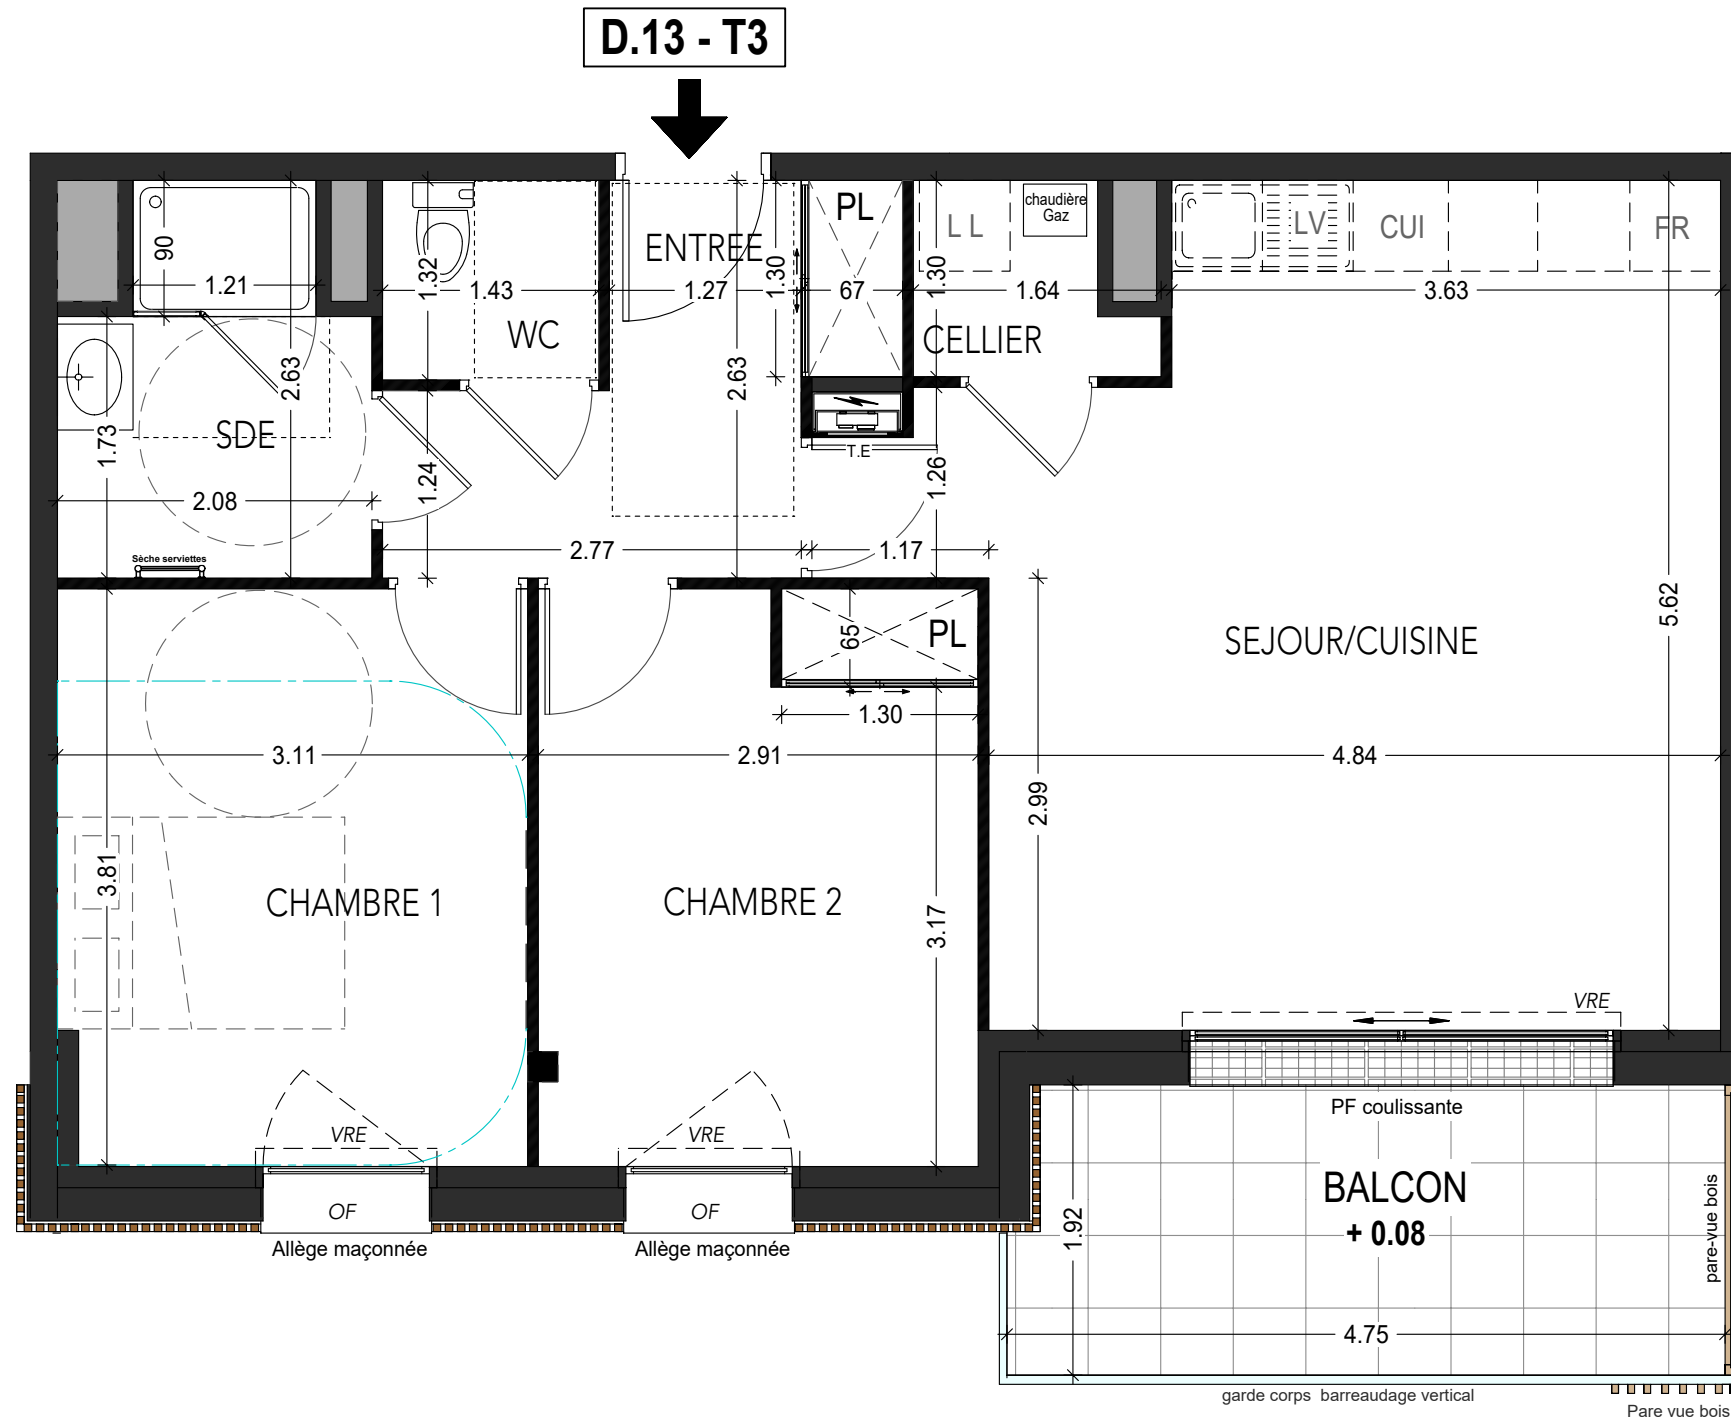 D.13 - T3
chaudière
Gaz
PL
L L
LV
CUI
FR
ENTREE
90
1.32
1.30
1.30
1.21
1.43
1.27
67
1.64
3.63
WC
CELLIER
2.63
2.63
SDE
1.73
T.E
1.24
1.26
2.08
Sèche serviettes
2.77
1.17
5.62
65
PL
SEJOUR/CUISINE
1.30
3.11
2.91
4.84
2.99
3.81
CHAMBRE 1
CHAMBRE 2
3.17
VRE
PF coulissante
VRE
VRE
BALCON
+ 0.08
pare-vue bois
OF
OF
1.92
Allège maçonnée
Allège maçonnée
4.75
garde corps barreaudage vertical
Pare vue bois